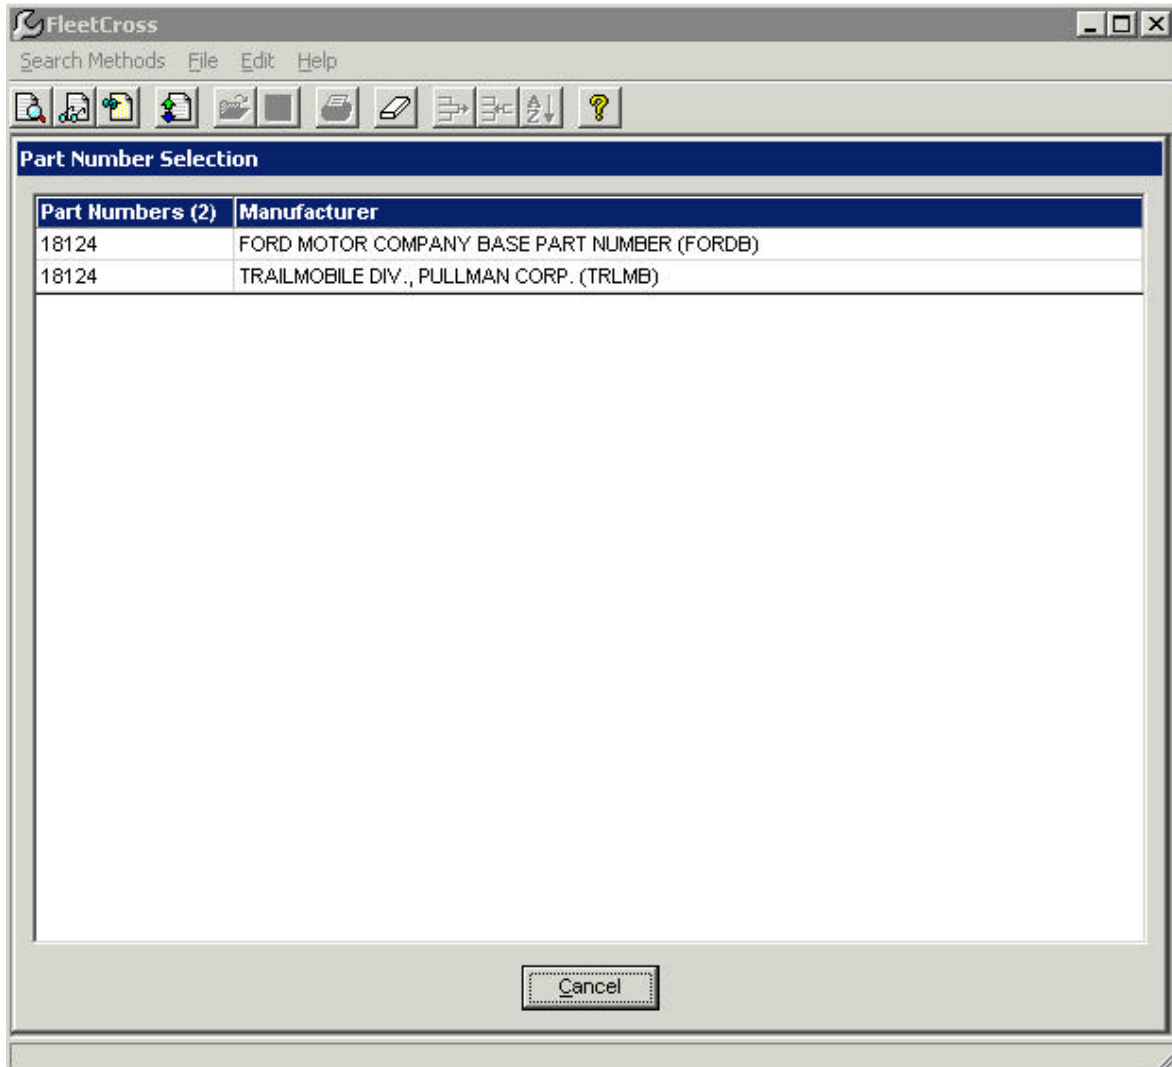 FleetCross
Search Methods File Edit Help
Part Number Selection
Part Numbers (2) Manufacturer
18124 FORD MOTOR COMPANY BASE PART NUMBER (FORDB)
18124 TRAILMOBILE DIV., PULLMAN CORP. (TRLMB)
Cancel